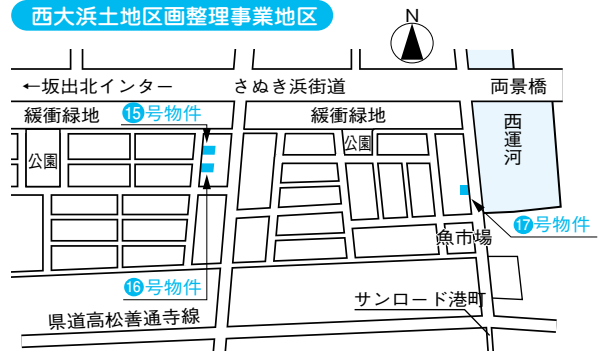 西大浜土地区画整理事業地区
N
←坂出北インター
さぬき浜街道
両景橋
緩衝緑地
⑮号物件
緩衝緑地
西運河
公園
公園
⑰号物件
魚市場
⑯号物件
サンロード港町
県道高松善通寺線